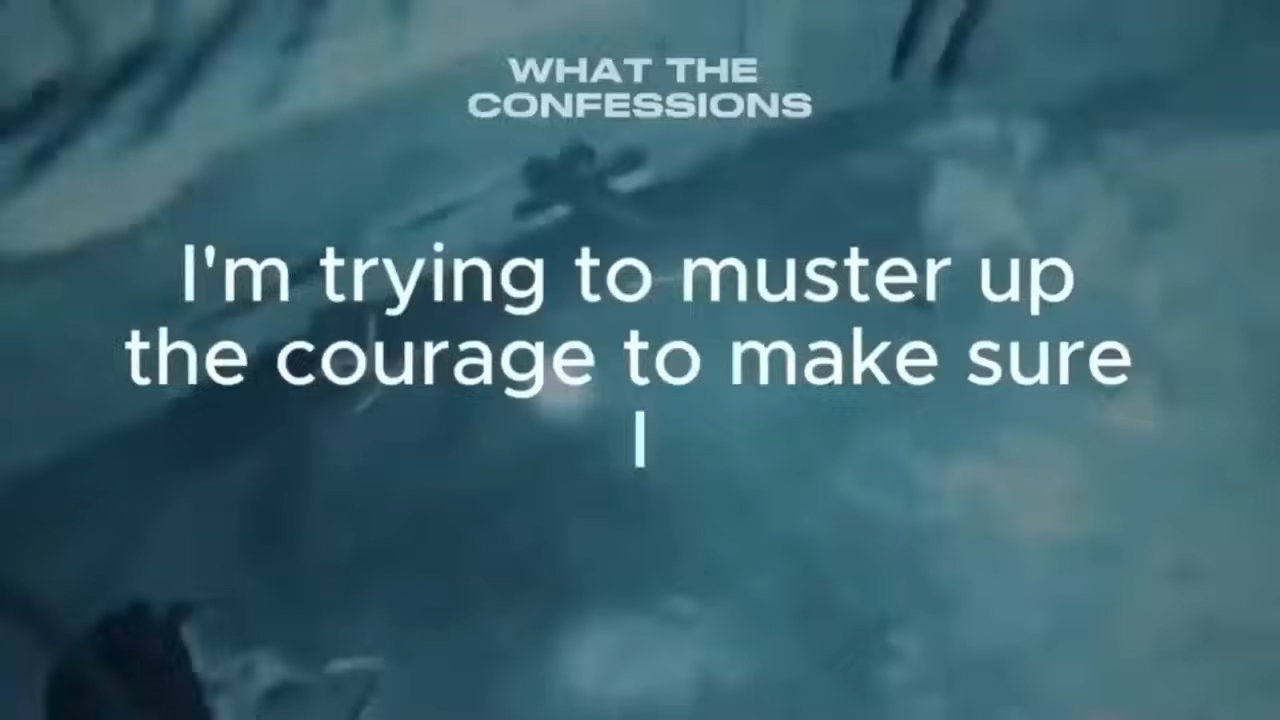 WHAT THE
CONFESSIONS
I'm trying to muster up
the courage to make sure
I